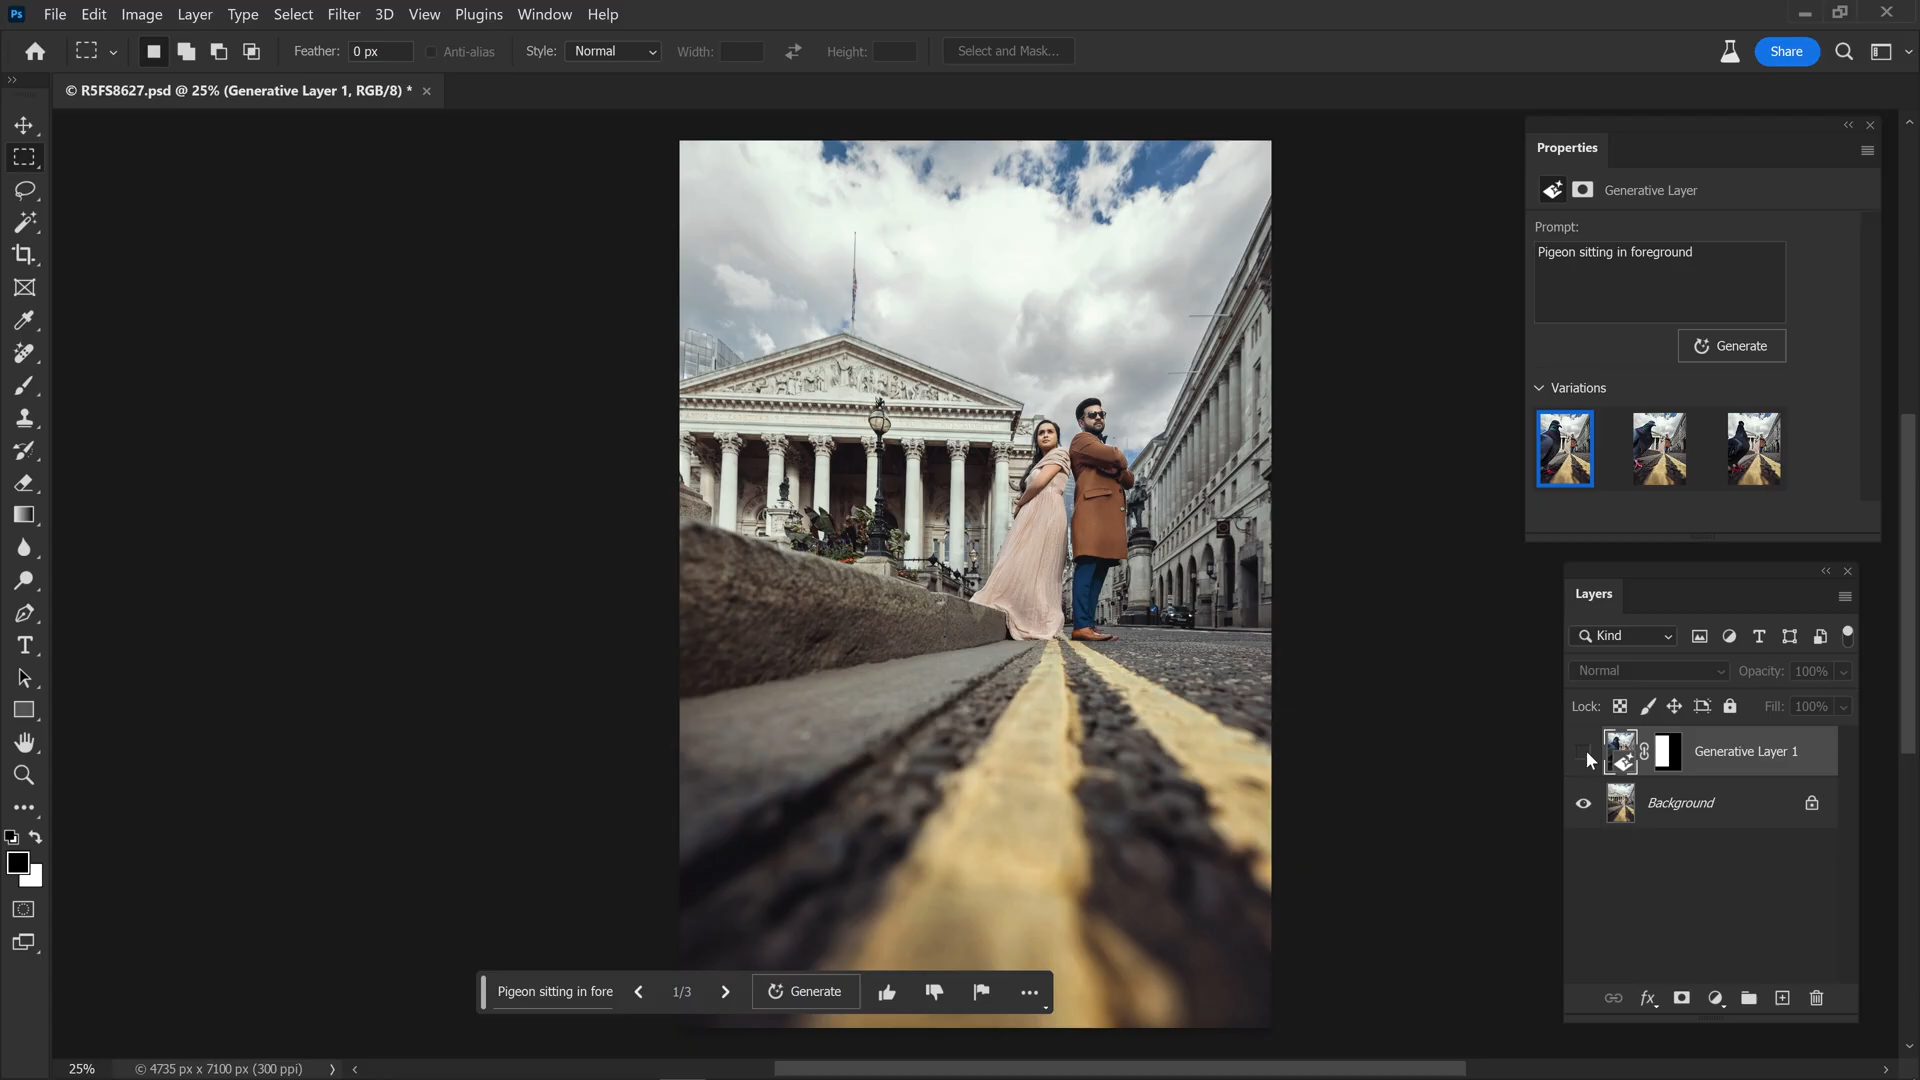 Ps File Edit Image Layer Type Select Filter 3D View Plugins Window Help
Feather: 0 px Anti-alias Style: Normal Width: Height: Select and Mask... Share
© R5FS8627.psd @ 25% (Generative Layer 1, RGB/8) *
Properties
Generative Layer
Prompt:
Pigeon sitting in foreground
Generate
Variations
Layers
Kind
Normal Opacity: 100%
Lock: Fill: 100%
Generative Layer 1
Background
fx
Pigeon sitting in fore 1/3 Generate
25% © 4735 px x 7100 px (300 ppi)